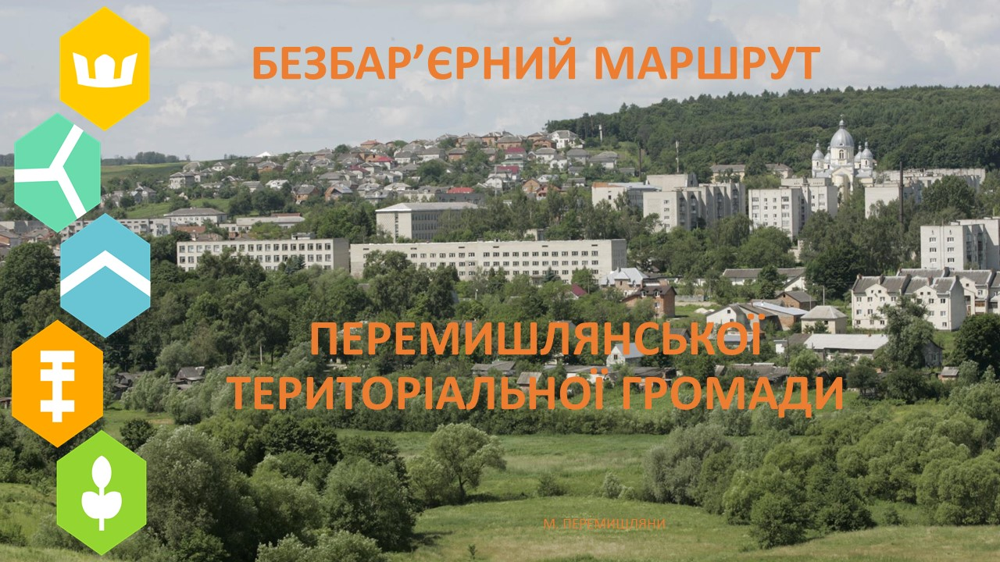 БЕЗБАР’ЄРНИЙ МАРШРУТ
ПЕРЕМИШЛЯНСЬКОЇ
ТЕРИТОРІАЛЬНОЇ ГРОМАДИ
М. ПЕРЕМИШЛЯНИ